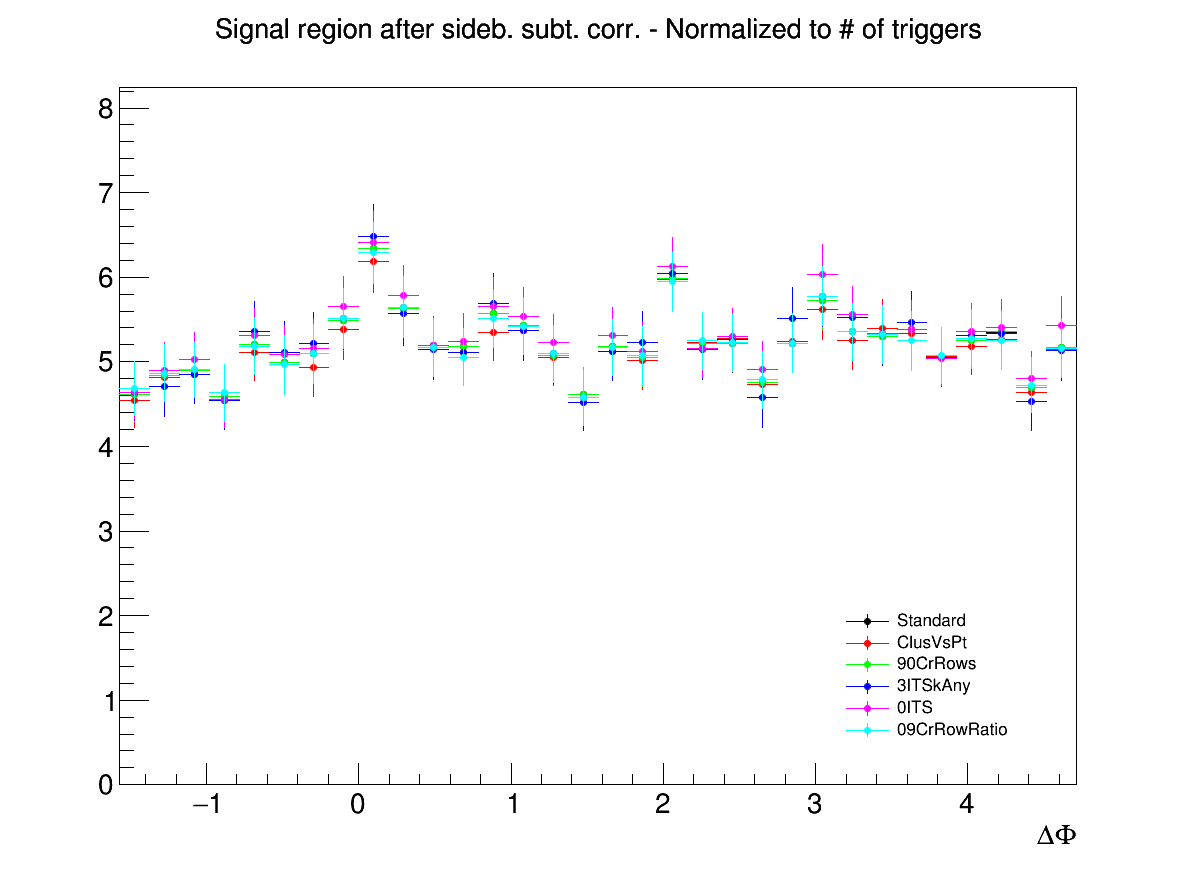 Signal region after sideb. subt. corr. - Normalized to # of triggers
8
7
6
5
4
3
2
1
0
Standard
ClusVsPt
90CrRows
3ITSkAny
0ITS
09CrRowRatio
−1 0 1 2 3 4
ΔΦ